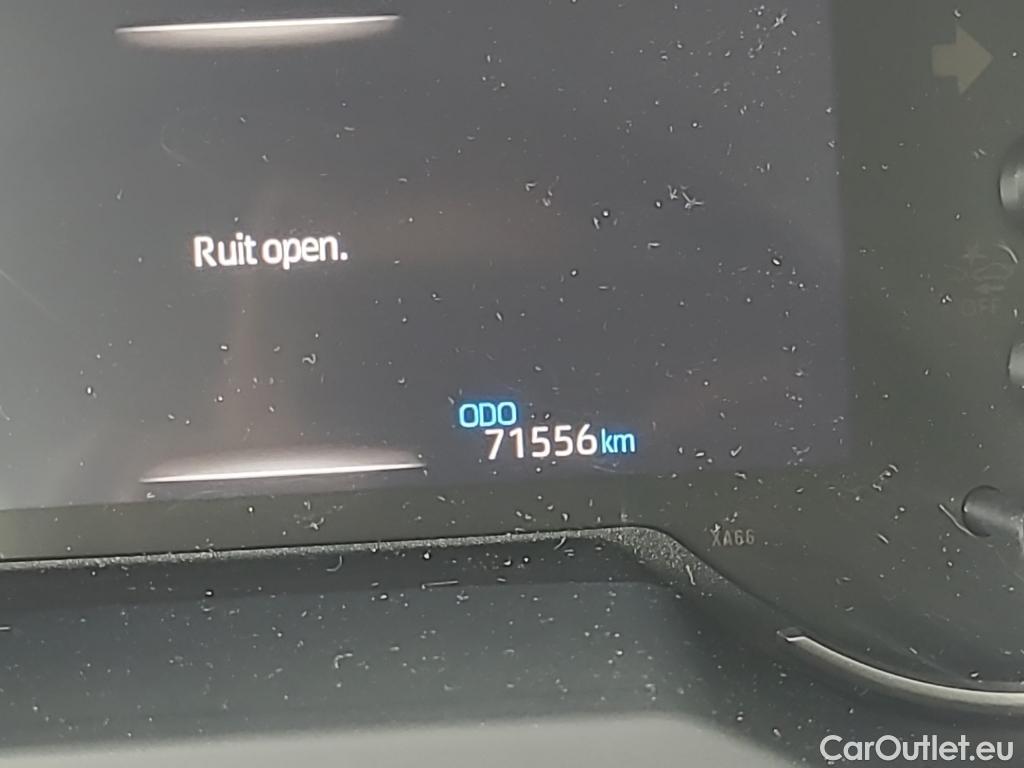 Ruit open.
ODO
71556 km
OFF
XA66
CarOutlet.eu